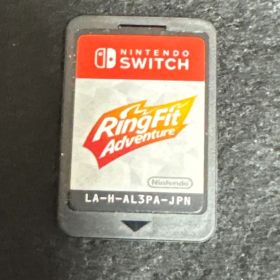 NINTENDO
SWITCH
RingFit
Adventure
Nintendo
LA-H-AL3PA-JPN